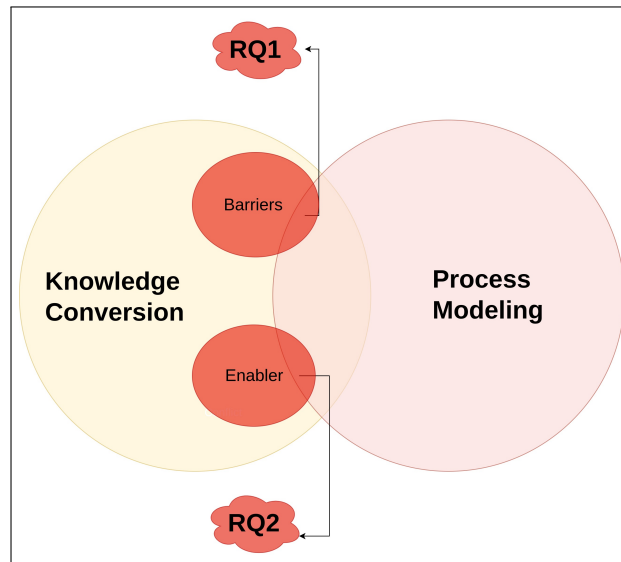 RQ1
Barriers
Knowledge
Conversion
Process
Modeling
Enabler
RQ2